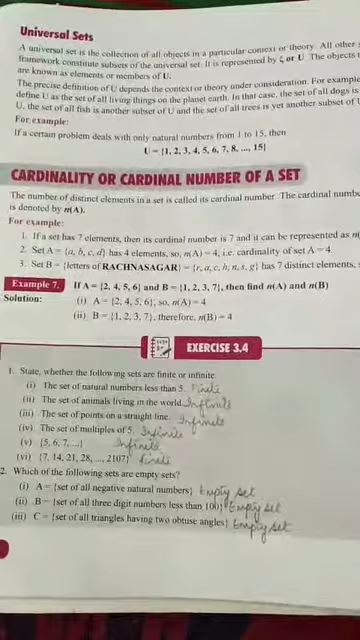 Universal Sets
A universal set is the collection of all objects in a particular context or theory. All other
framework constitute subsets of the universal set. It is represented by ξ or U. The objects
are known as elements or members of U.
The precise definition of U depends the context or theory under consideration. For example
define U as the set of all living things on the planet earth. In that case, the set of all dogs is
U, the set of all fish is another subset of U and the set of all trees is yet another subset of
For example:
If a certain problem deals with only natural numbers from 1 to 15, then
U = {1, 2, 3, 4, 5, 6, 7, 8, ..., 15}
CARDINALITY OR CARDINAL NUMBER OF A SET
The number of distinct elements in a set is called its cardinal number. The cardinal
is denoted by n(A).
For example:
1. If a set has 7 elements, then its cardinal number is 7 and it can be represented as
2. Set A = {a, b, c, d} has 4 elements, so, n(A) = 4, i.e. cardinality of set A = 4
3. Set B = {letters of RACHNASAGAR} = {r, a, c, h, n, s, g} has 7 distinct elements,
Example 7. If A = {2, 4, 5, 6} and B = {1, 2, 3, 7}, then find n(A) and n(B)
Solution: (i) A = {2, 4, 5, 6}, so, n(A) = 4
(ii) B = {1, 2, 3, 7}, therefore, n(B) = 4
EXERCISE 3.4
1. State, whether the following sets are finite or infinite.
(i) The set of natural numbers less than 5. Finite
(ii) The set of animals living in the world. Infinite
(iii) The set of points on a straight line. Infinite
(iv) The set of multiples of 5. Infinite
(v) {5, 6, 7, ...} Infinite
(vi) {7, 14, 21, 28, ..., 2107} Finite
2. Which of the following sets are empty sets?
(i) A = {set of all negative natural numbers} Empty set
(ii) B = {set of all three digit numbers less than 100} Empty set
(iii) C = {set of all triangles having two obtuse angles} Empty set